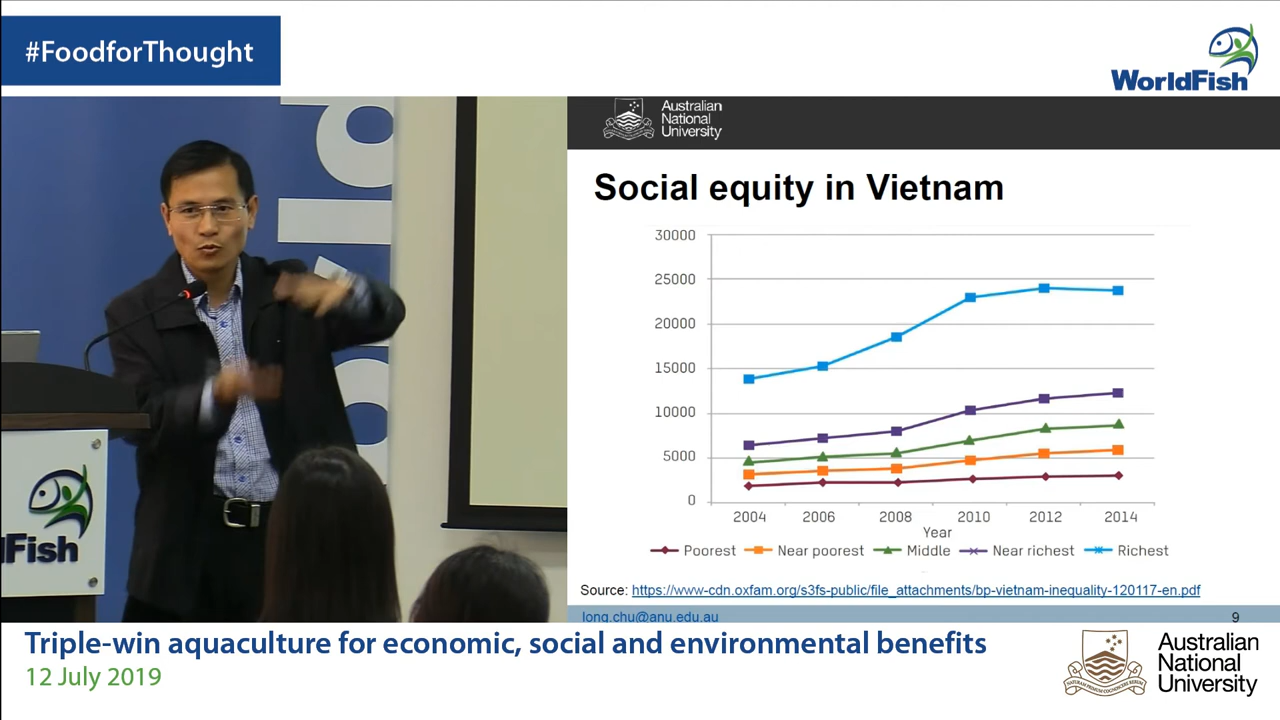 #FoodforThought
WorldFish
Australian
National
University
Social equity in Vietnam
30000
25000
20000
15000
10000
5000
0
2004 2006 2008 2010 2012 2014
Year
Poorest Near poorest Middle Near richest Richest
Source: https://www-cdn.oxfam.org/s3fs-public/file_attachments/bp-vietnam-inequality-120117-en.pdf
long.chu@anu.edu.au 9
dFish
Triple-win aquaculture for economic, social and environmental benefits
12 July 2019
Australian
National
University